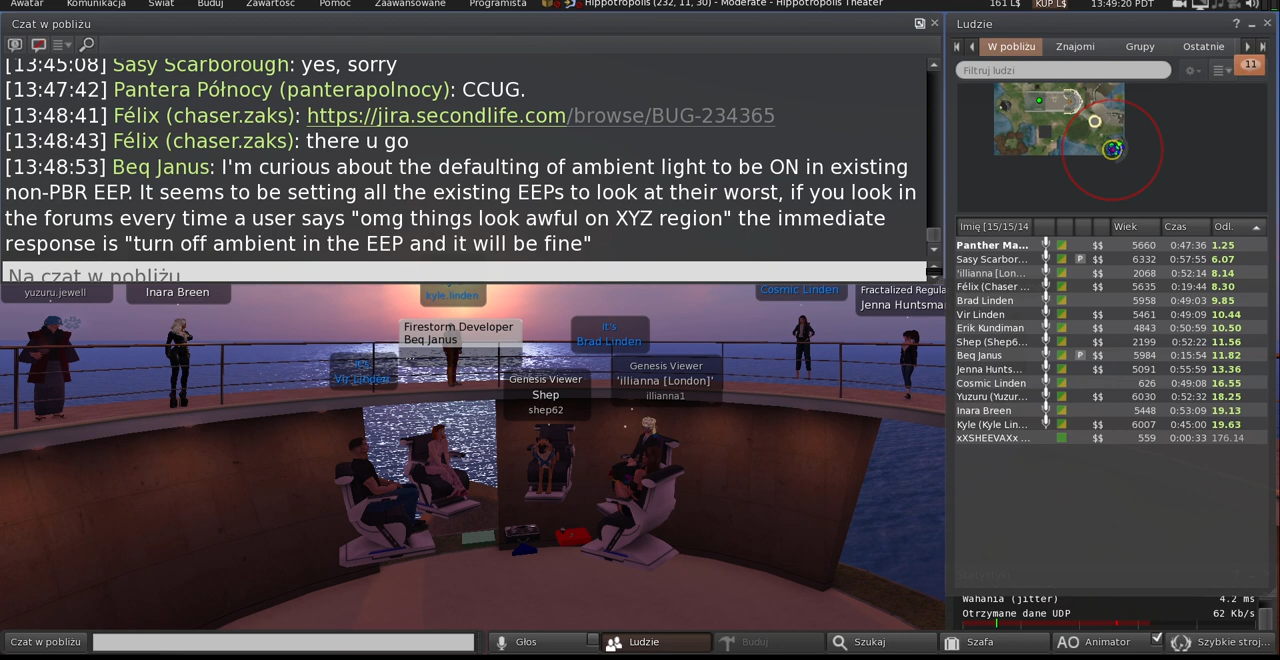 Awatar Komunikacja Świat Buduj Zawartość Pomoc Zaawansowane Programista Hippotropolis (232, 11, 30) - Moderate - Hippotropolis Theater 161 L$ KUP L$ 13:49:20 PDT
Czat w pobliżu
[13:45:08] Sasy Scarborough: yes, sorry
[13:47:42] Pantera Północy (panterapolnocy): CCUG.
[13:48:41] Félix (chaser.zaks): https://jira.secondlife.com/browse/BUG-234365
[13:48:43] Félix (chaser.zaks): there u go
[13:48:53] Beq Janus: I'm curious about the defaulting of ambient light to be ON in existing
non-PBR EEP. It seems to be setting all the existing EEPs to look at their worst, if you look in
the forums every time a user says "omg things look awful on XYZ region" the immediate
response is "turn off ambient in the EEP and it will be fine"
Na czat w pobliżu
yuzuru.jewell
Inara Breen
kyle.linden
Cosmic Linden
Fractalized Regula
Jenna Huntsman
Firestorm Developer
Beq Janus
...
It's
Brad Linden
It's
Vir Linden
Genesis Viewer
Shep
shep62
Genesis Viewer
'illianna [London]'
illianna1
Ludzie
? _ ×
W pobliżu Znajomi Grupy Ostatnie
Filtruj ludzi
11
Imię [15/15/14 Wiek Czas Odl.
Panther Ma... $$ 5660 0:47:36 1.25
Sasy Scarbor... P $$ 6332 0:57:55 6.07
'illianna [Lon... $$ 2068 0:52:14 8.14
Félix (Chaser ... $$ 5635 0:19:44 8.30
Brad Linden 5958 0:49:03 9.85
Vir Linden $$ 5461 0:49:09 10.44
Erik Kundiman $$ 4843 0:50:59 10.50
Shep (Shep6... $$ 2199 0:52:22 11.56
Beq Janus P $$ 5984 0:15:54 11.82
Jenna Hunts... $$ 5091 0:55:59 13.36
Cosmic Linden 626 0:49:08 16.55
Yuzuru (Yuzur... $$ 6030 0:52:32 18.25
Inara Breen 5448 0:53:09 19.13
Kyle (Kyle Lin... $$ 6007 0:45:00 19.63
xXSHEEVAXx ... $$ 559 0:00:33 176.14
Wahania (jitter) 4.2 ms
Otrzymane dane UDP 62 Kb/s
Czat w pobliżu Głos Ludzie Buduj Szukaj Szafa AO Animator Szybkie stroj...